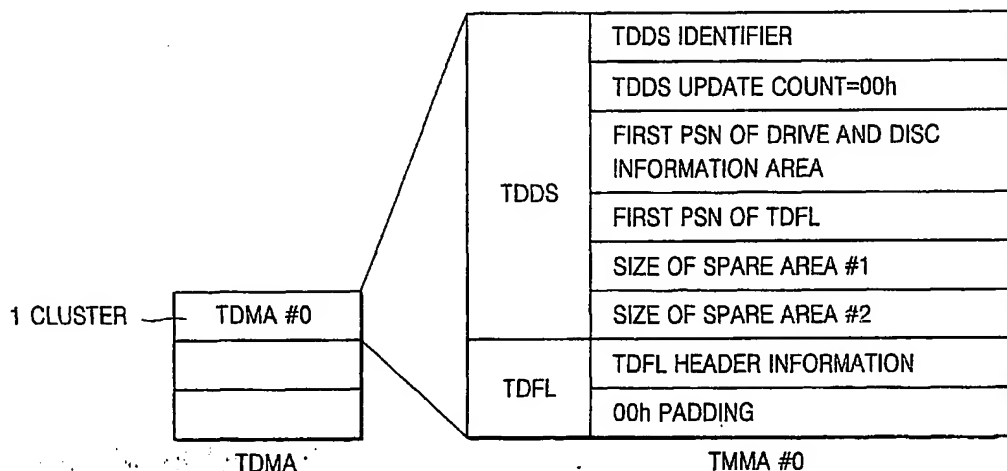 1 CLUSTER
TDMA #0
TDMA
TDDS
TDDS IDENTIFIER
TDDS UPDATE COUNT=00h
FIRST PSN OF DRIVE AND DISC
INFORMATION AREA
FIRST PSN OF TDFL
SIZE OF SPARE AREA #1
SIZE OF SPARE AREA #2
TDFL
TDFL HEADER INFORMATION
00h PADDING
TMMA #0